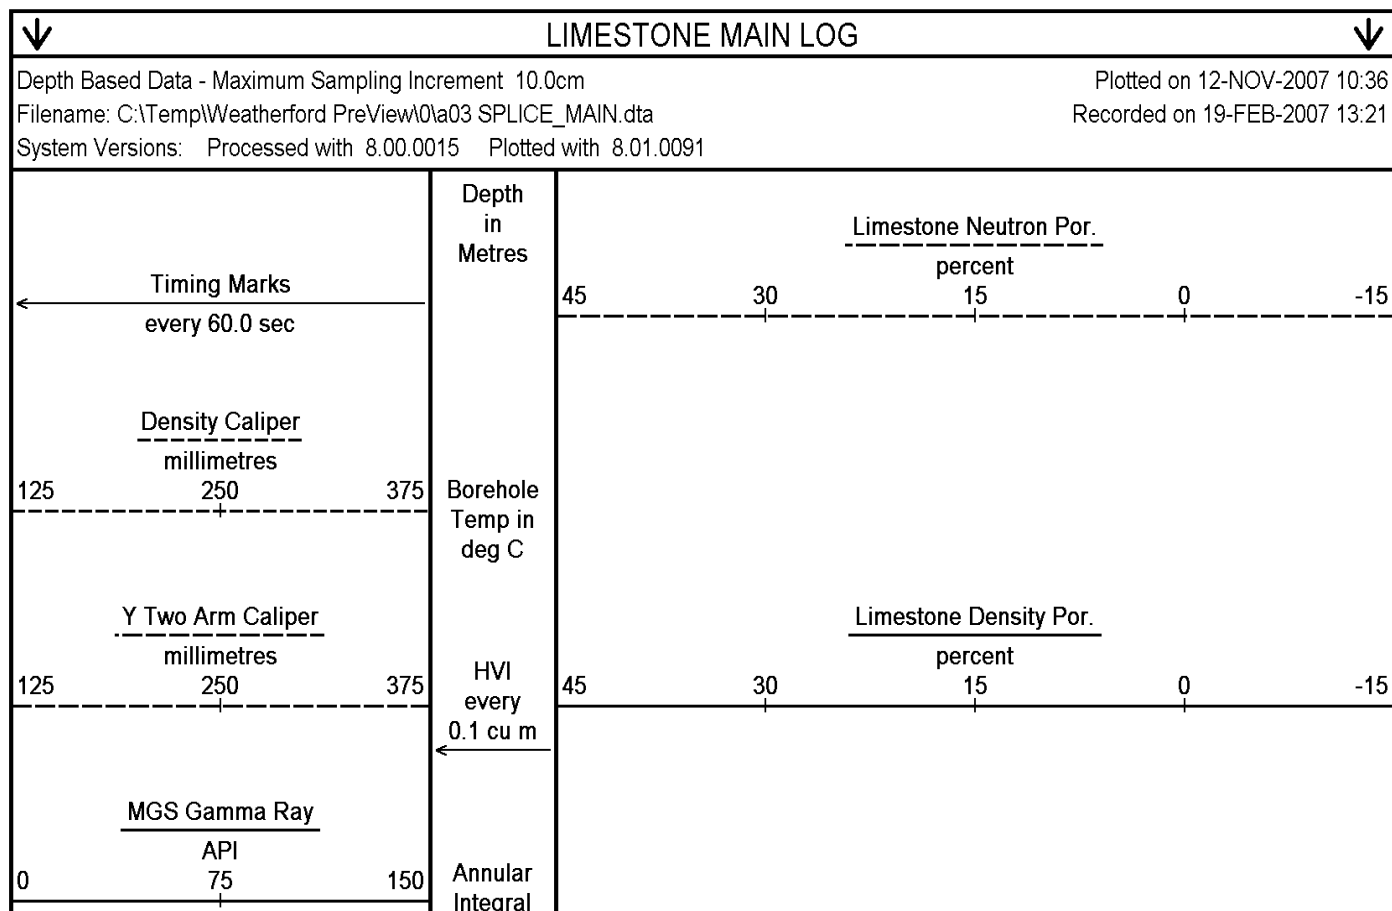 LIMESTONE MAIN LOG
Depth Based Data - Maximum Sampling Increment 10.0cm
Plotted on 12-NOV-2007 10:36
Filename: C:\Temp\Weatherford PreView\0\a03 SPLICE_MAIN.dta
Recorded on 19-FEB-2007 13:21
System Versions: Processed with 8.00.0015 Plotted with 8.01.0091
Timing Marks
every 60.0 sec
Density Caliper
millimetres
125 250 375
Y Two Arm Caliper
millimetres
125 250 375
MGS Gamma Ray
API
0 75 150
Depth
in
Metres
Borehole
Temp in
deg C
HVI
every
0.1 cu m
Annular
Integral
Limestone Neutron Por.
percent
45 30 15 0 -15
Limestone Density Por.
percent
45 30 15 0 -15